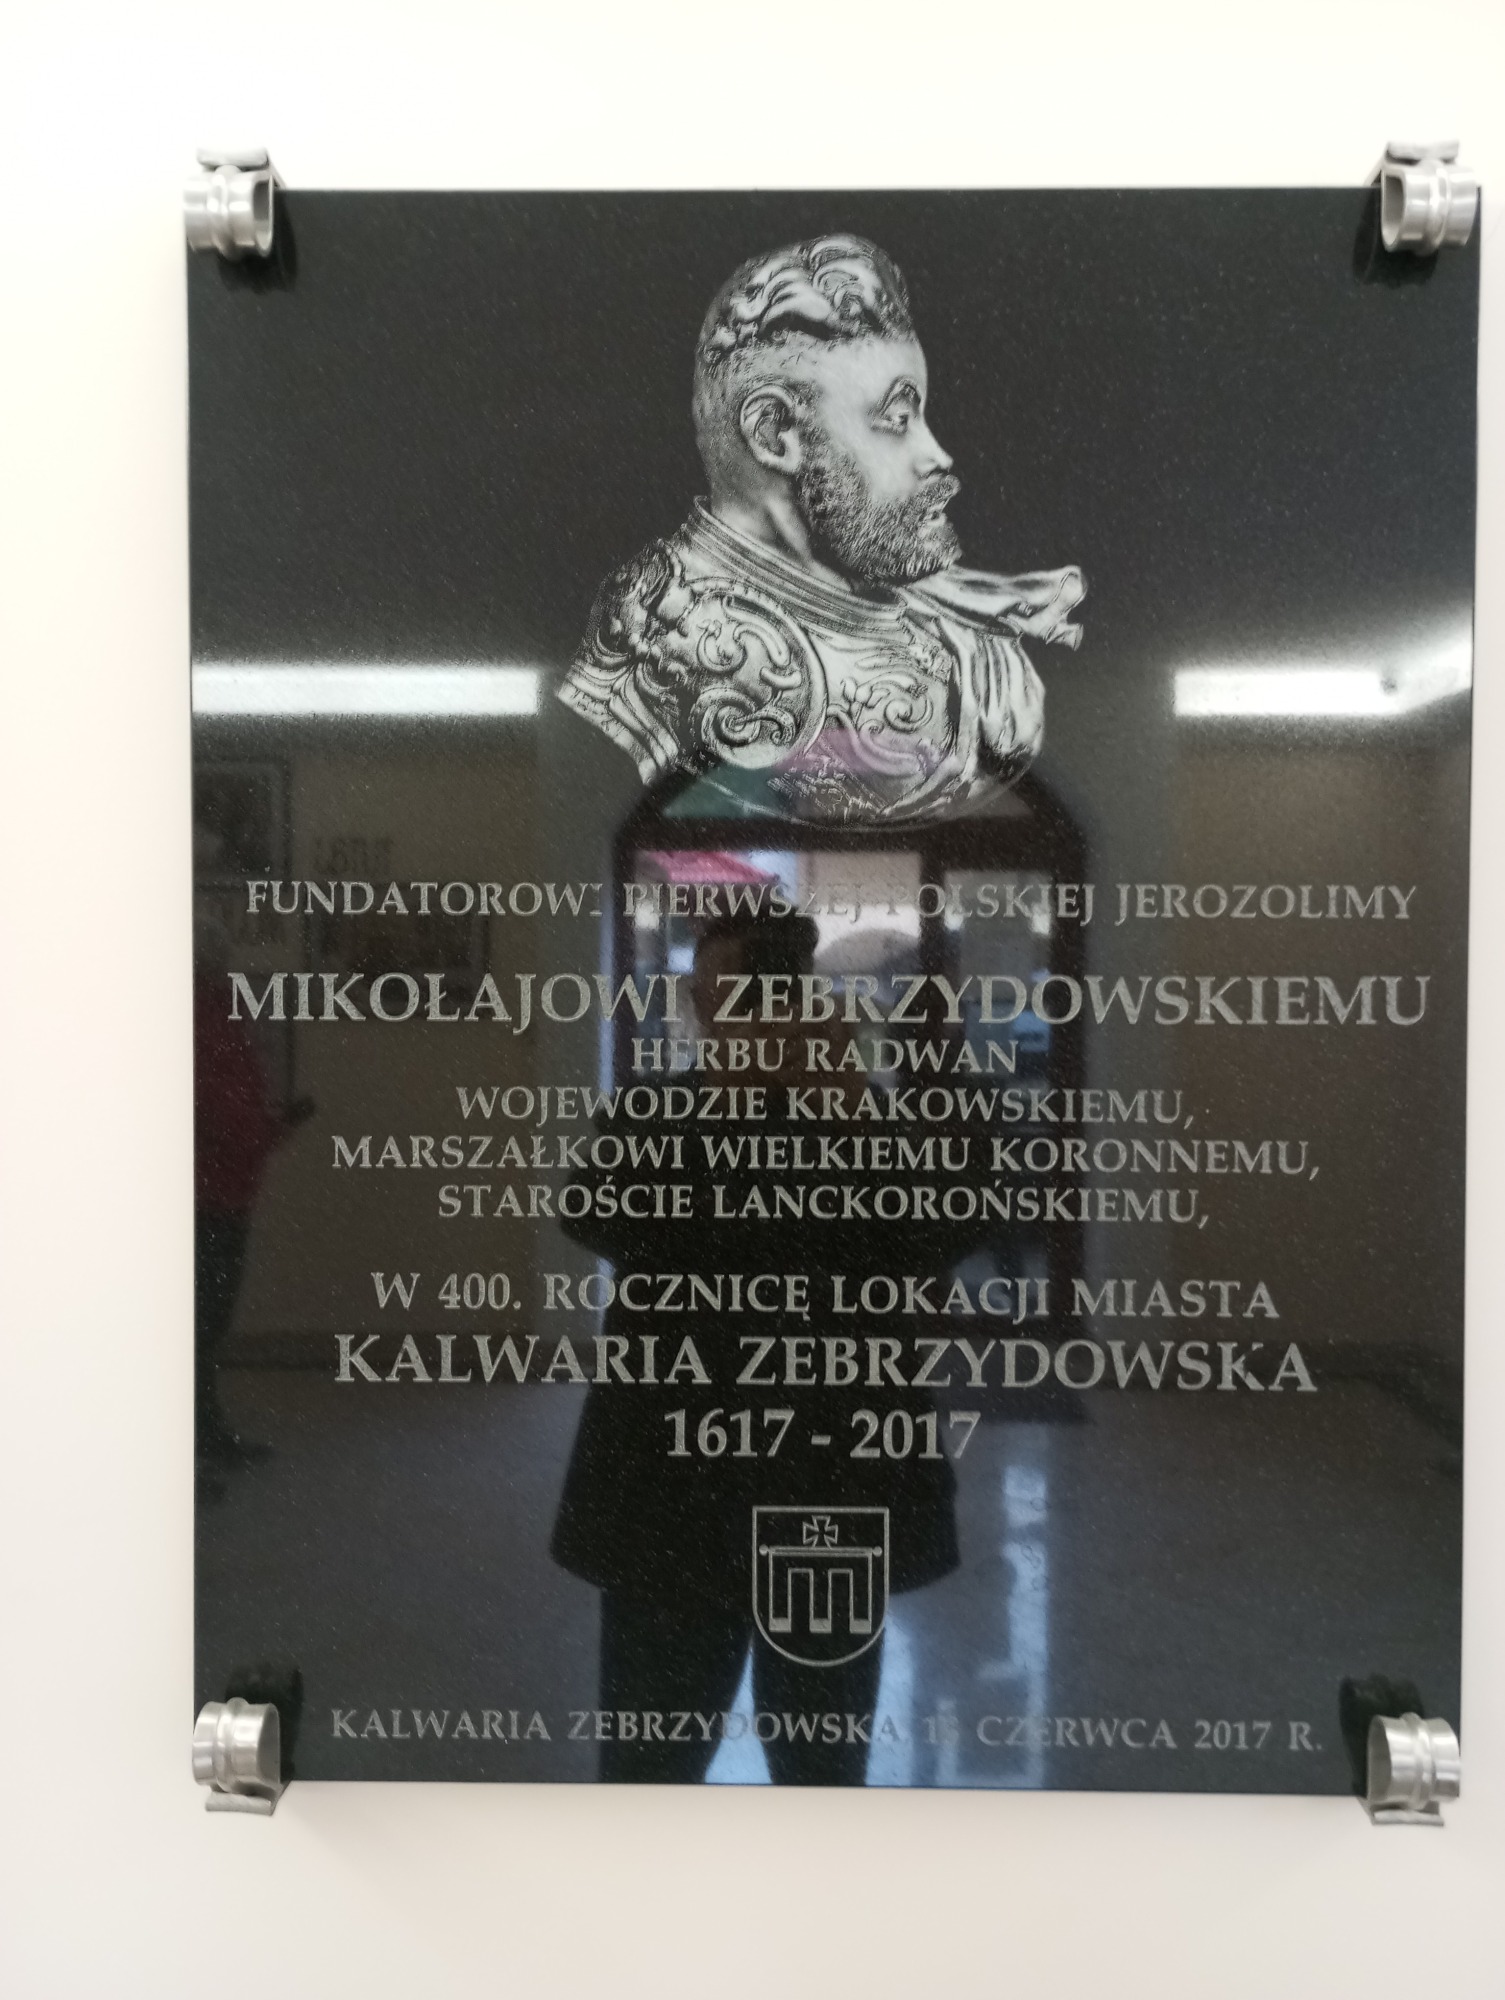 FUNDATOROWI PIERWSZEJ POLSKIEJ JEROZOLIMY
MIKOŁAJOWI ZEBRZYDOWSKIEMU
HERBU RADWAN
WOJEWODZIE KRAKOWSKIEMU,
MARSZAŁKOWI WIELKIEMU KORONNEMU,
STAROŚCIE LANCKOROŃSKIEMU,
W 400. ROCZNICĘ LOKACJI MIASTA
KALWARIA ZEBRZYDOWSKA
1617 - 2017
KALWARIA ZEBRZYDOWSKA CZERWCA 2017 R.